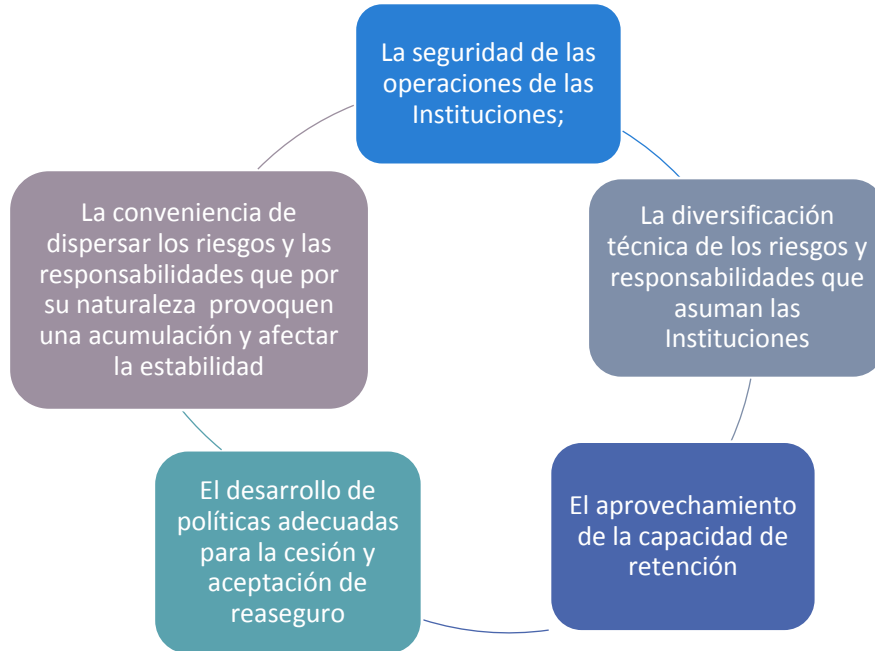 La seguridad de las
operaciones de las
Instituciones;
La diversificación
técnica de los riesgos y
responsabilidades que
asuman las
Instituciones
El aprovechamiento
de la capacidad de
retención
El desarrollo de
políticas adecuadas
para la cesión y
aceptación de
reaseguro
La conveniencia de
dispersar los riesgos y las
responsabilidades que por
su naturaleza provoquen
una acumulación y afectar
la estabilidad